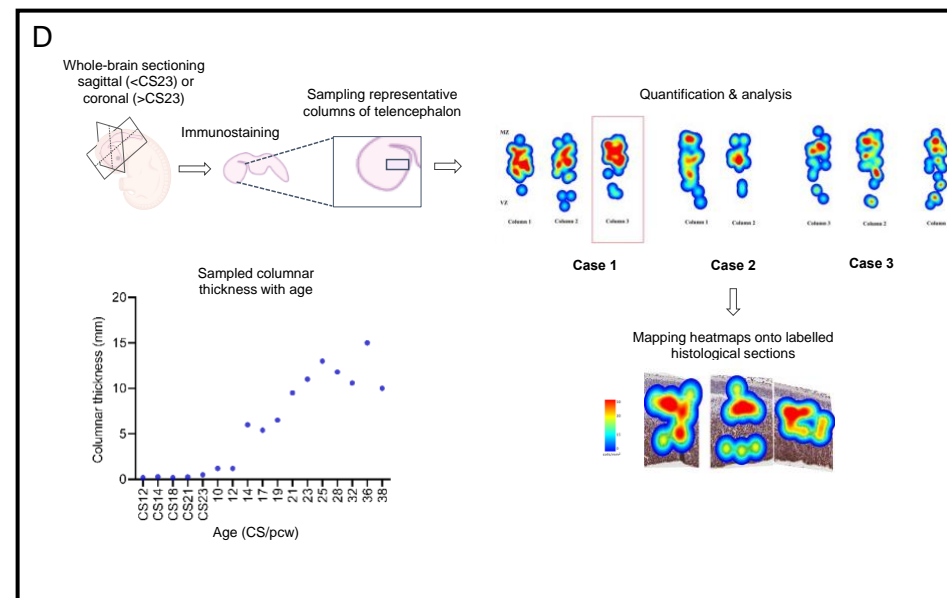 D
Whole-brain sectioning
sagittal (<CS23) or
coronal (>CS23)
Immunostaining
Sampling representative
columns of telencephalon
Quantification & analysis
MZ
VZ
Column 1
Column 2
Column 3
Column 1
Column 2
Column 3
Column 2
Column
Case 1
Case 2
Case 3
Sampled columnar
thickness with age
Columnar thickness (mm)
20
15
10
5
0
CS12
CS14
CS18
CS21
CS23
10
12
14
17
19
21
23
25
28
32
36
38
Age (CS/pcw)
Mapping heatmaps onto labelled
histological sections